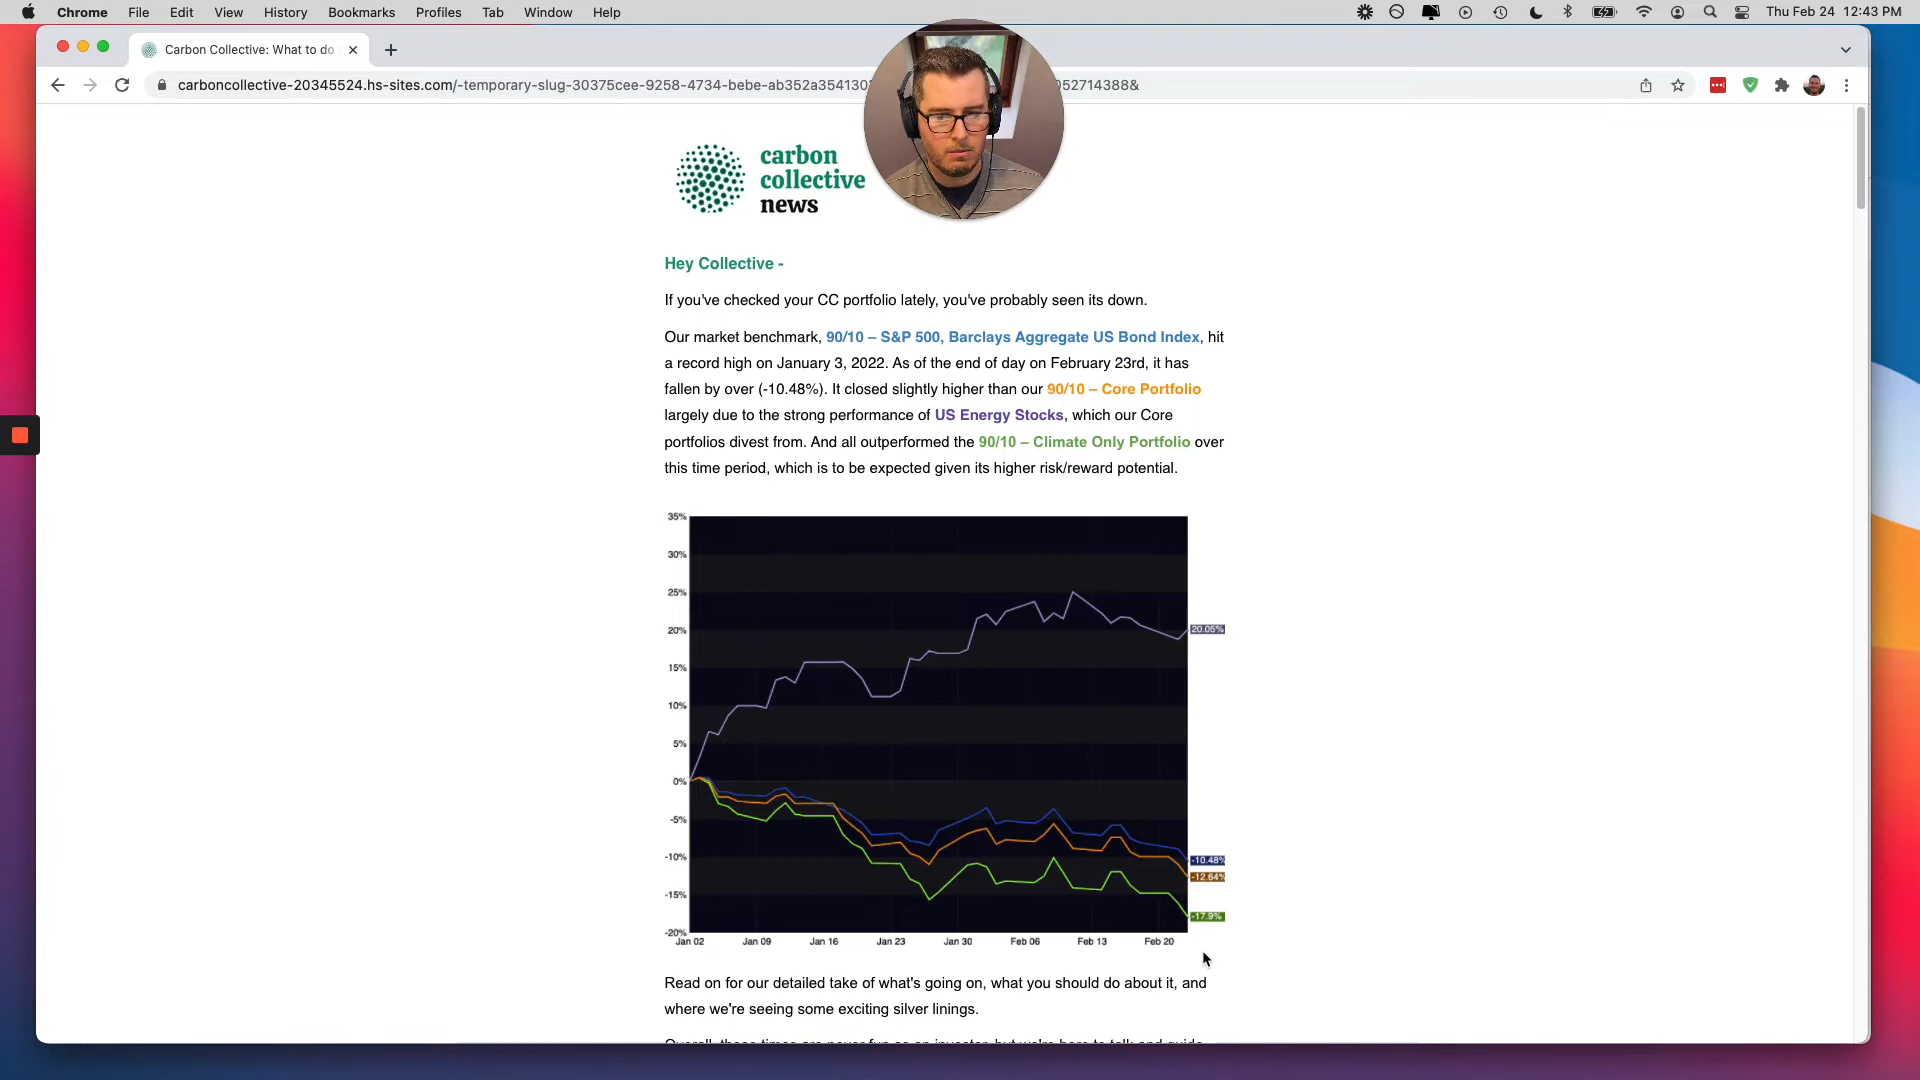 Chrome File Edit View History Bookmarks Profiles Tab Window Help Thu Feb 24 12:43 PM
Carbon Collective: What to do
carboncollective-20345524.hs-sites.com/-temporary-slug-30375cee-9258-4734-bebe-ab352a354130 52714388&
carbon
collective
news
Hey Collective -
If you've checked your CC portfolio lately, you've probably seen its down.
Our market benchmark, 90/10 – S&P 500, Barclays Aggregate US Bond Index, hit
a record high on January 3, 2022. As of the end of day on February 23rd, it has
fallen by over (-10.48%). It closed slightly higher than our 90/10 – Core Portfolio
largely due to the strong performance of US Energy Stocks, which our Core
portfolios divest from. And all outperformed the 90/10 – Climate Only Portfolio over
this time period, which is to be expected given its higher risk/reward potential.
35%
30%
25%
20%
20.05%
15%
10%
5%
0%
-5%
-10%
-10.48%
-12.64%
-15%
-17.9%
-20%
Jan 02 Jan 09 Jan 16 Jan 23 Jan 30 Feb 06 Feb 13 Feb 20
Read on for our detailed take of what's going on, what you should do about it, and
where we're seeing some exciting silver linings.